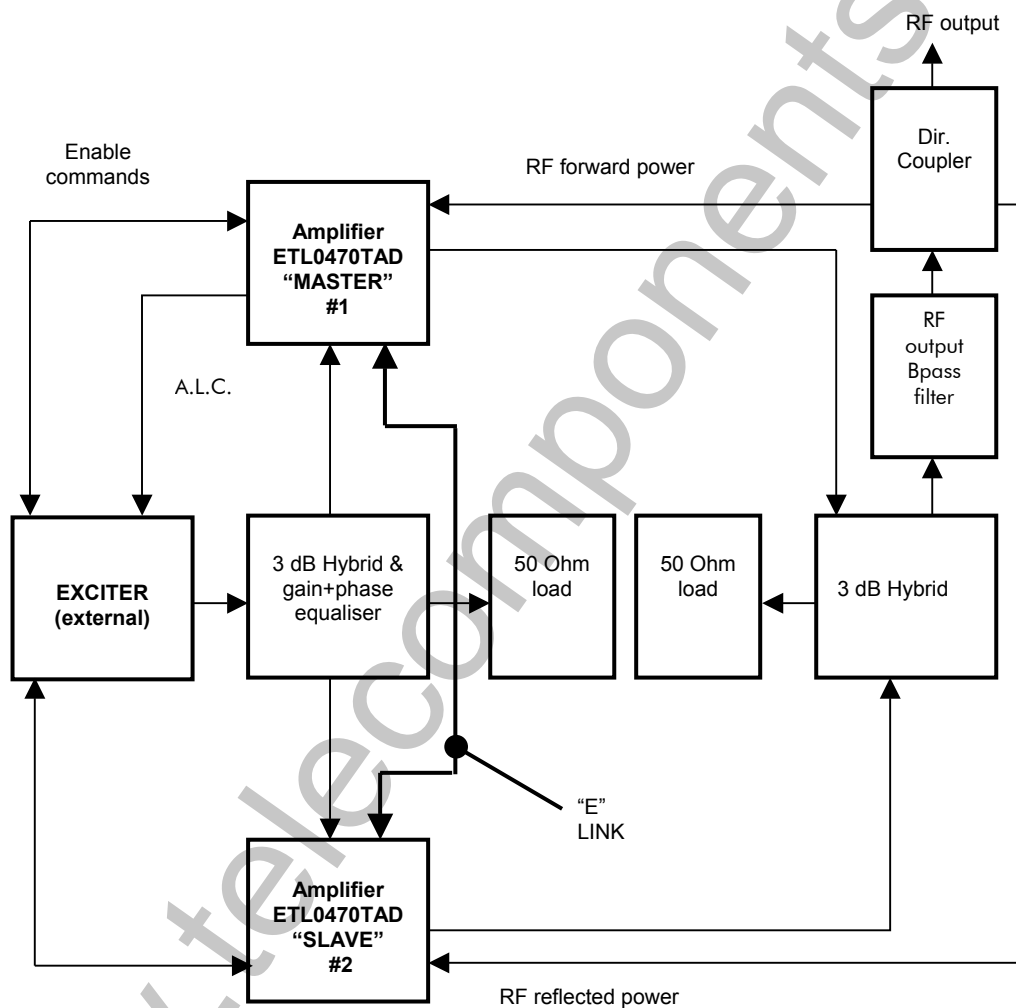 RF output
Dir.
Coupler
Enable
commands
RF forward power
Amplifier
ETL0470TAD
“MASTER”
#1
RF
output
Bpass
filter
A.L.C.
EXCITER
(external)
3 dB Hybrid &
gain+phase
equaliser
50 Ohm
load
50 Ohm
load
3 dB Hybrid
“E”
LINK
Amplifier
ETL0470TAD
“SLAVE”
#2
RF reflected power
telecomponents